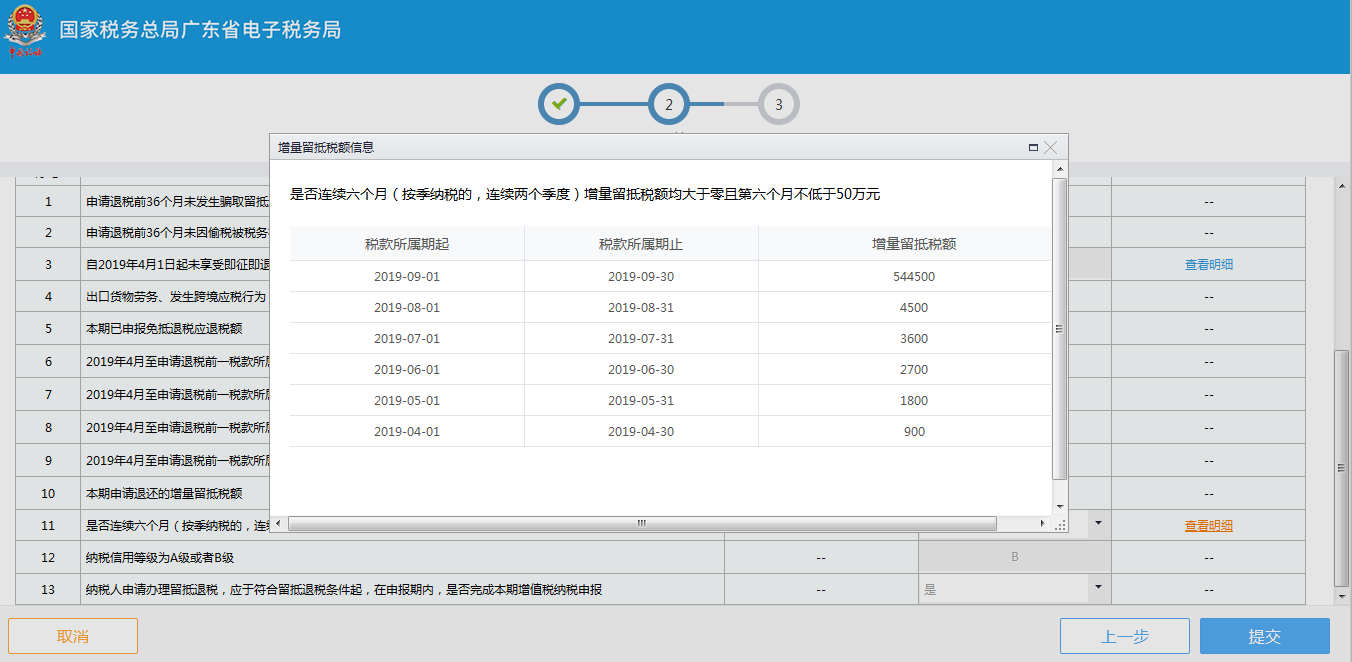 国家税务总局广东省电子税务局
2
3
增量留抵税额信息
是否连续六个月（按季纳税的，连续两个季度）增量留抵税额均大于零且第六个月不低于50万元
税款所属期起 税款所属期止 增量留抵税额
2019-09-01 2019-09-30 544500
2019-08-01 2019-08-31 4500
2019-07-01 2019-07-31 3600
2019-06-01 2019-06-30 2700
2019-05-01 2019-05-31 1800
2019-04-01 2019-04-30 900
1 申请退税前36个月未发生骗取留抵 --
2 申请退税前36个月未因偷税被税务 --
3 自2019年4月1日起未享受即征即退 查看明细
4 出口货物劳务、发生跨境应税行为 --
5 本期已申报免抵退税应退税额 --
6 2019年4月至申请退税前一税款所属 --
7 2019年4月至申请退税前一税款所属 --
8 2019年4月至申请退税前一税款所属 --
9 2019年4月至申请退税前一税款所属 --
10 本期申请退还的增量留抵税额 --
11 是否连续六个月（按季纳税的，连续 查看明细
12 纳税信用等级为A级或者B级 -- B --
13 纳税人申请办理留抵退税，应于符合留抵退税条件起，在申报期内，是否完成本期增值税纳税申报 -- 是 --
取消 上一步 提交